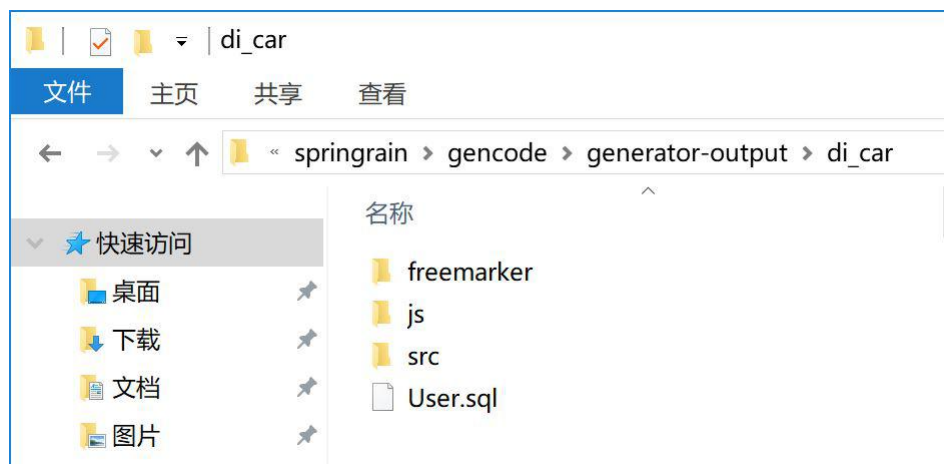 di_car
文件 主页 共享 查看
« springrain > gencode > generator-output > di_car
名称
快速访问
freemarker
桌面
js
下载
src
文档
User.sql
图片